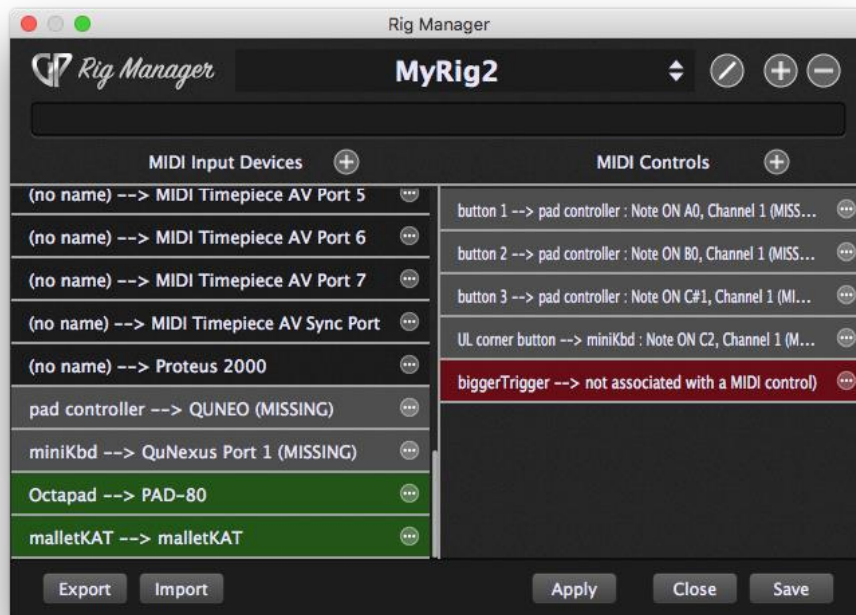 Rig Manager
GP Rig Manager
MyRig2
MIDI Input Devices
MIDI Controls
(no name) --> MIDI Timepiece AV Port 5
(no name) --> MIDI Timepiece AV Port 6
(no name) --> MIDI Timepiece AV Port 7
(no name) --> MIDI Timepiece AV Sync Port
(no name) --> Proteus 2000
pad controller --> QUNEO (MISSING)
miniKbd --> QuNexus Port 1 (MISSING)
Octapad --> PAD-80
malletKAT --> malletKAT
button 1 --> pad controller : Note ON A0, Channel 1 (MISS...
button 2 --> pad controller : Note ON B0, Channel 1 (MISS...
button 3 --> pad controller : Note ON C#1, Channel 1 (MI...
UL corner button --> miniKbd : Note ON C2, Channel 1 (M...
biggerTrigger --> not associated with a MIDI control)
Export
Import
Apply
Close
Save